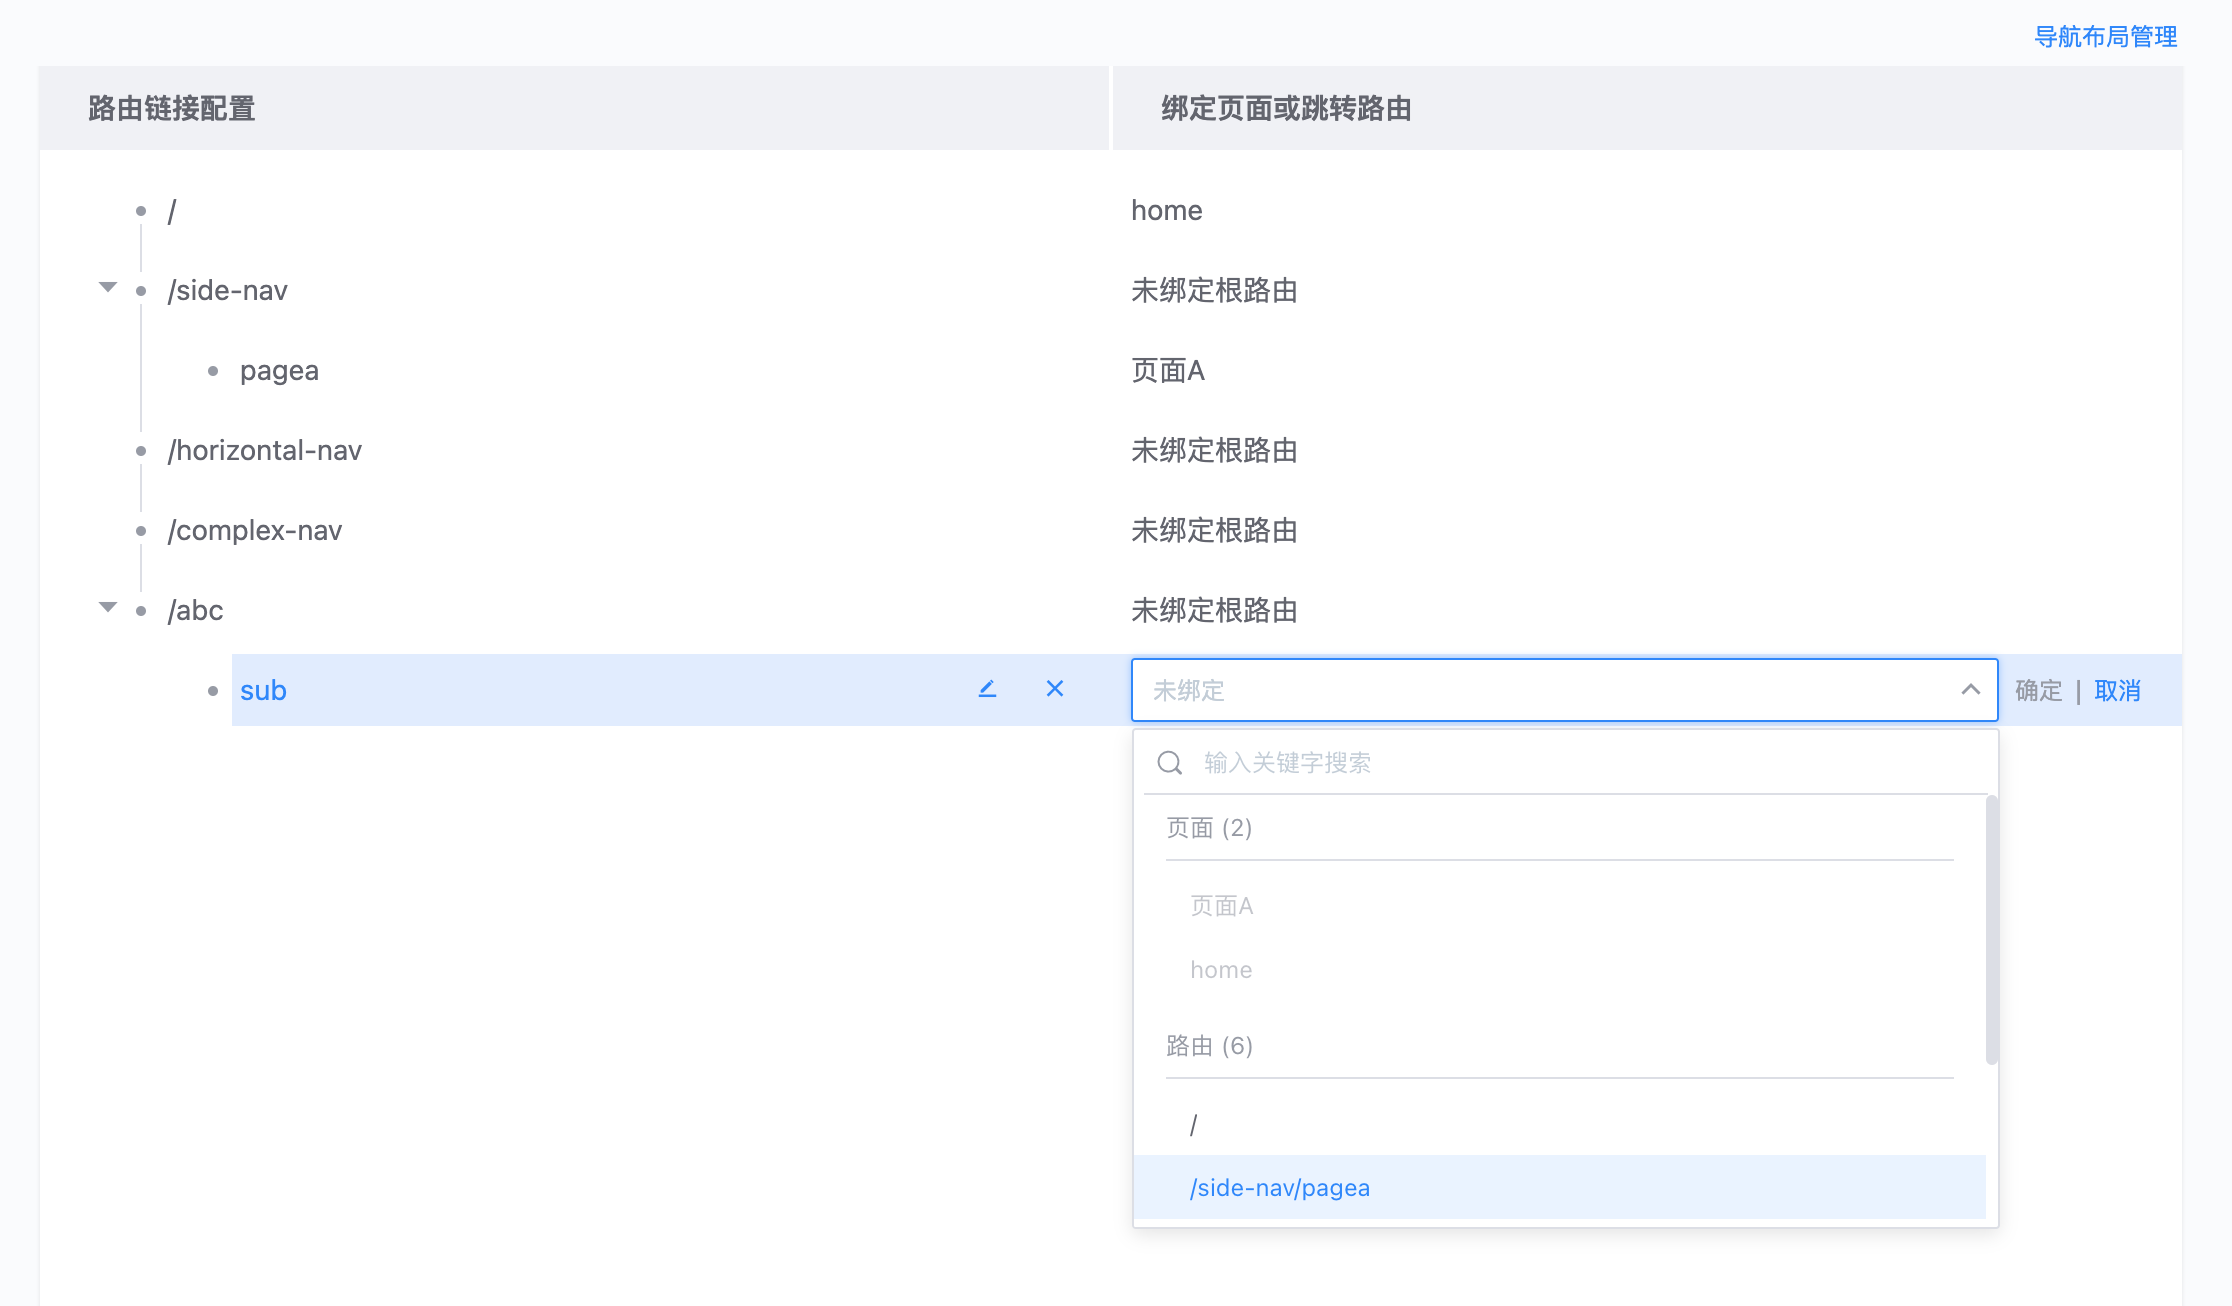 导航布局管理
路由链接配置 绑定页面或跳转路由
/ home
/side-nav 未绑定根路由
pagea 页面A
/horizontal-nav 未绑定根路由
/complex-nav 未绑定根路由
/abc 未绑定根路由
sub 未绑定 确定 | 取消
输入关键字搜索
页面 (2)
页面A
home
路由 (6)
/
/side-nav/pagea